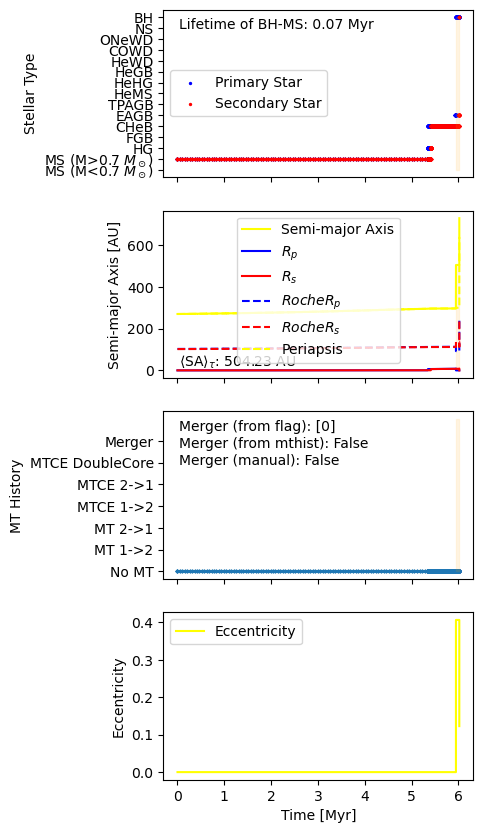 BH
NS
ONeWD
COWD
HeWD
HeGB
HeHG
HeMS
TPAGB
EAGB
CHeB
FGB
HG
MS (M>0.7 M⊙)
MS (M<0.7 M⊙)
Stellar Type
Lifetime of BH-MS: 0.07 Myr
Primary Star
Secondary Star
600
400
200
0
Semi-major Axis [AU]
Semi-major Axis
Rp
Rs
RocheRp
RocheRs
Periapsis
⟨SA⟩τ: 504.23 AU
Merger
MTCE DoubleCore
MTCE 2->1
MTCE 1->2
MT 2->1
MT 1->2
No MT
MT History
Merger (from flag): [0]
Merger (from mthist): False
Merger (manual): False
0.4
0.3
0.2
0.1
0.0
Eccentricity
Eccentricity
0 1 2 3 4 5 6
Time [Myr]